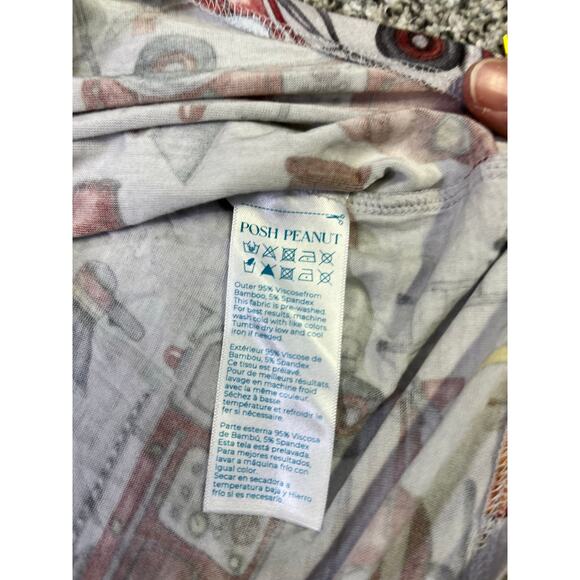 POSH PEANUT
Outer 95% Viscosefrom
Bamboo, 5% Spandex
This fabric is pre-washed.
For best results, machine
wash cold with like colors.
Tumble dry low and cool
iron if needed.
Extérieur 95% Viscose de
Bambou, 5% Spandex
Ce tissu est prélavé.
Pour de meilleurs résultats,
lavage en machine froid
avec la même couleur.
Séchez à basse
température et refroidir le
fer si nécessaire.
Parte esterna 95% Viscosa
de Bambú, 5% Spandex
Esta tela está prelavada.
Para mejores resultados,
lavar a máquina frío con
igual color.
Secar en secadora a
temperatura baja y Hierro
frío si es necesario.